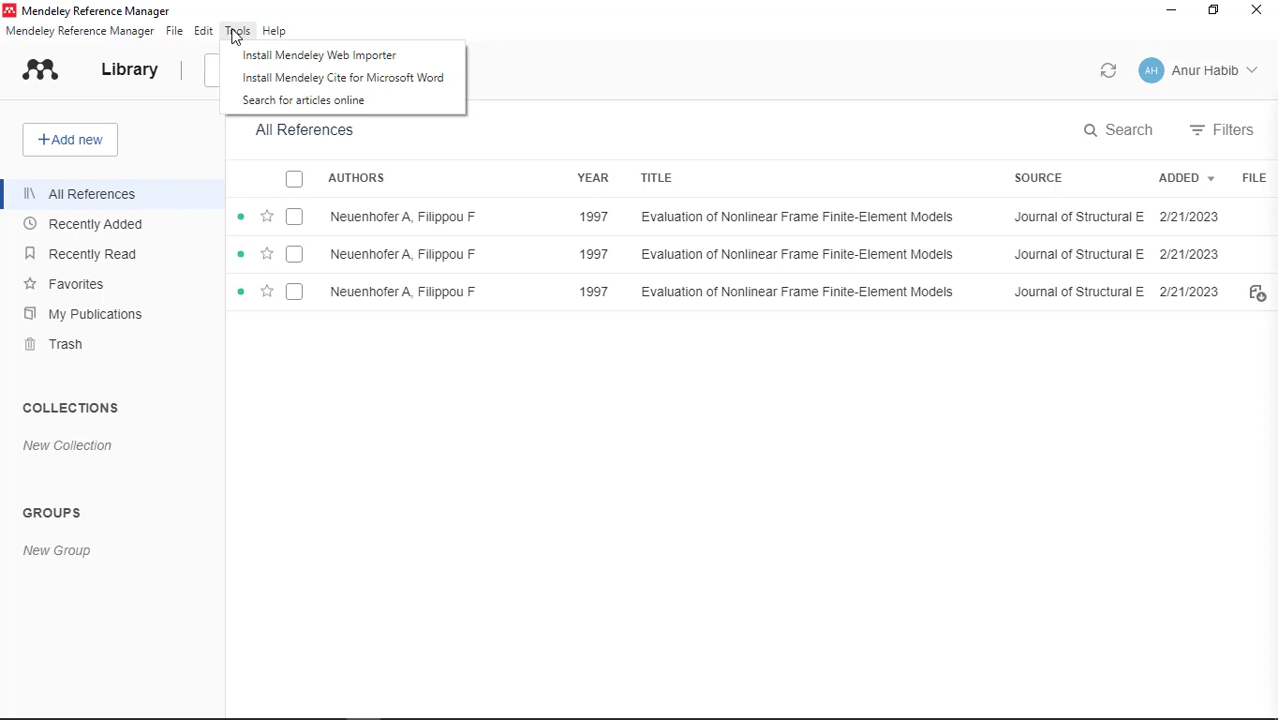 Mendeley Reference Manager
Mendeley Reference Manager File Edit Tools Help
Install Mendeley Web Importer
Install Mendeley Cite for Microsoft Word
Search for articles online
Library
AH Anur Habib
+Add new
All References
Search Filters
AUTHORS YEAR TITLE SOURCE ADDED FILE
Neuenhofer A, Filippou F 1997 Evaluation of Nonlinear Frame Finite-Element Models Journal of Structural E 2/21/2023
Neuenhofer A, Filippou F 1997 Evaluation of Nonlinear Frame Finite-Element Models Journal of Structural E 2/21/2023
Neuenhofer A, Filippou F 1997 Evaluation of Nonlinear Frame Finite-Element Models Journal of Structural E 2/21/2023
All References
Recently Added
Recently Read
Favorites
My Publications
Trash
COLLECTIONS
New Collection
GROUPS
New Group